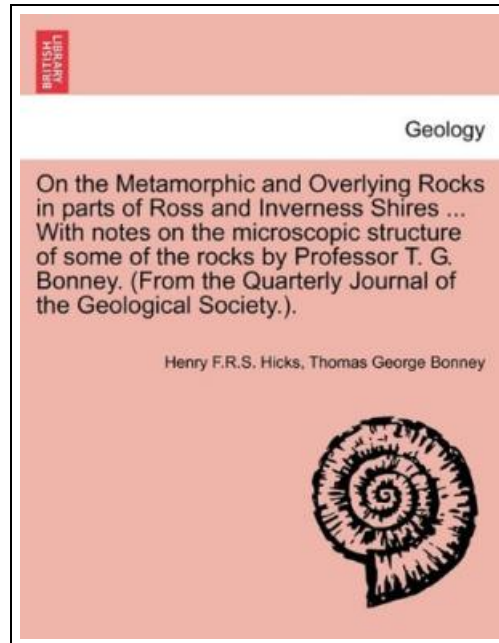 BRITISH
LIBRARY
Geology
On the Metamorphic and Overlying Rocks
in parts of Ross and Inverness Shires ...
With notes on the microscopic structure
of some of the rocks by Professor T. G.
Bonney. (From the Quarterly Journal of
the Geological Society.).
Henry F.R.S. Hicks, Thomas George Bonney